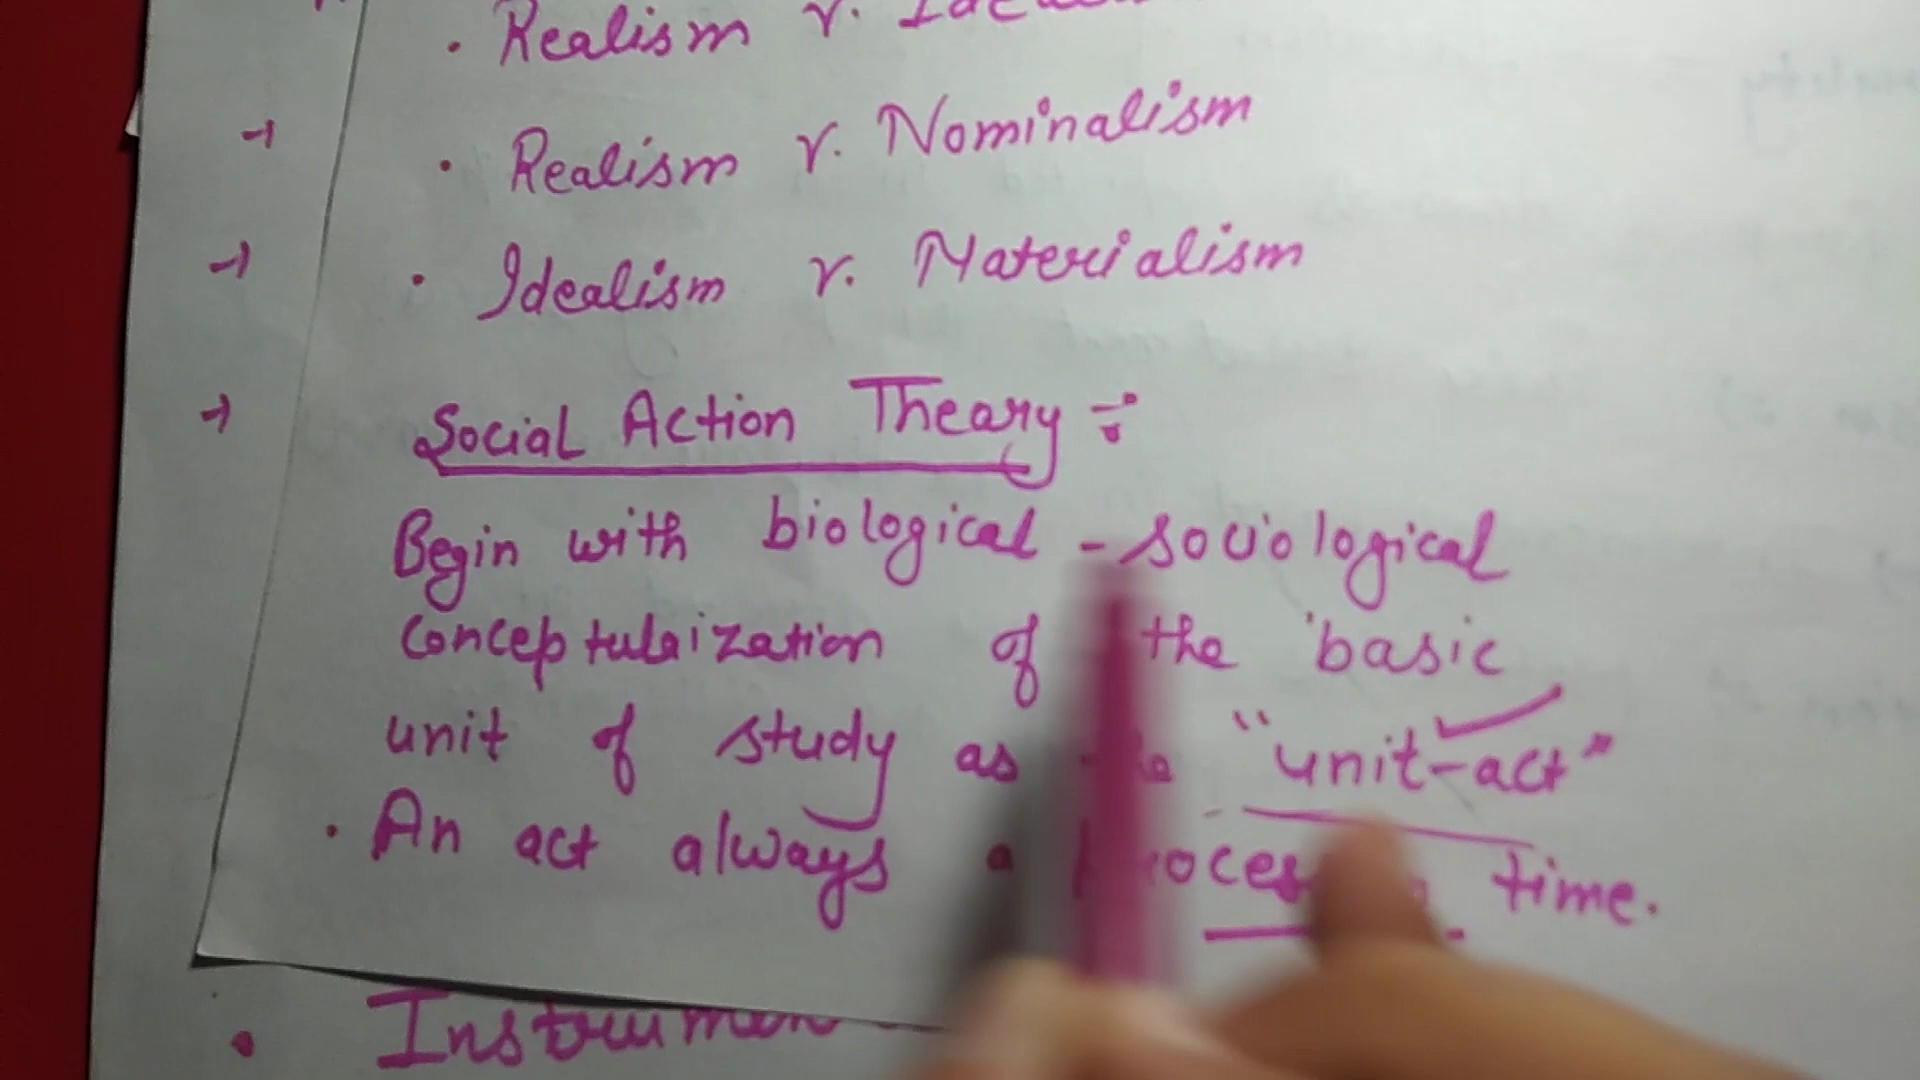 . Realism v.
. Realism v. Nominalism
. Idealism v. Materialism
Social Action Theory :-
Begin with biological - sociological
conceptulaization of the basic
unit of study as "unit-act"
. An act always a time.
.